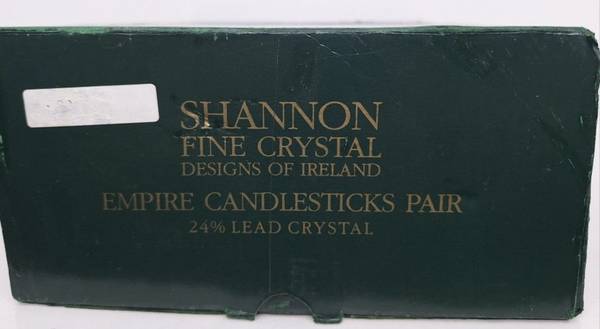 SHANNON
FINE CRYSTAL
DESIGNS OF IRELAND
EMPIRE CANDLESTICKS PAIR
24% LEAD CRYSTAL